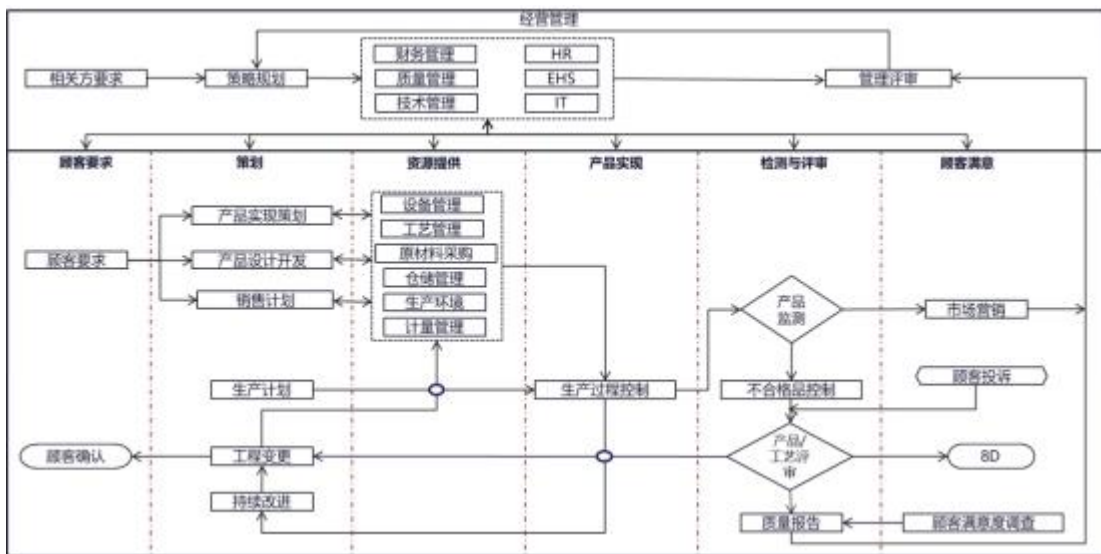 经营管理
财务管理
HR
相关方要求
策略规划
质量管理
EHS
管理评审
技术管理
IT
顾客要求
策划
资源提供
产品实现
检测与评审
顾客满意
设备管理
产品实现策划
工艺管理
顾客要求
产品设计开发
原材料采购
仓储管理
销售计划
生产环境
产品
监测
市场营销
计量管理
生产计划
生产过程控制
不合格品控制
顾客投诉
顾客确认
工程变更
产品/
工艺评
审
8D
持续改进
质量报告
顾客满意度调查